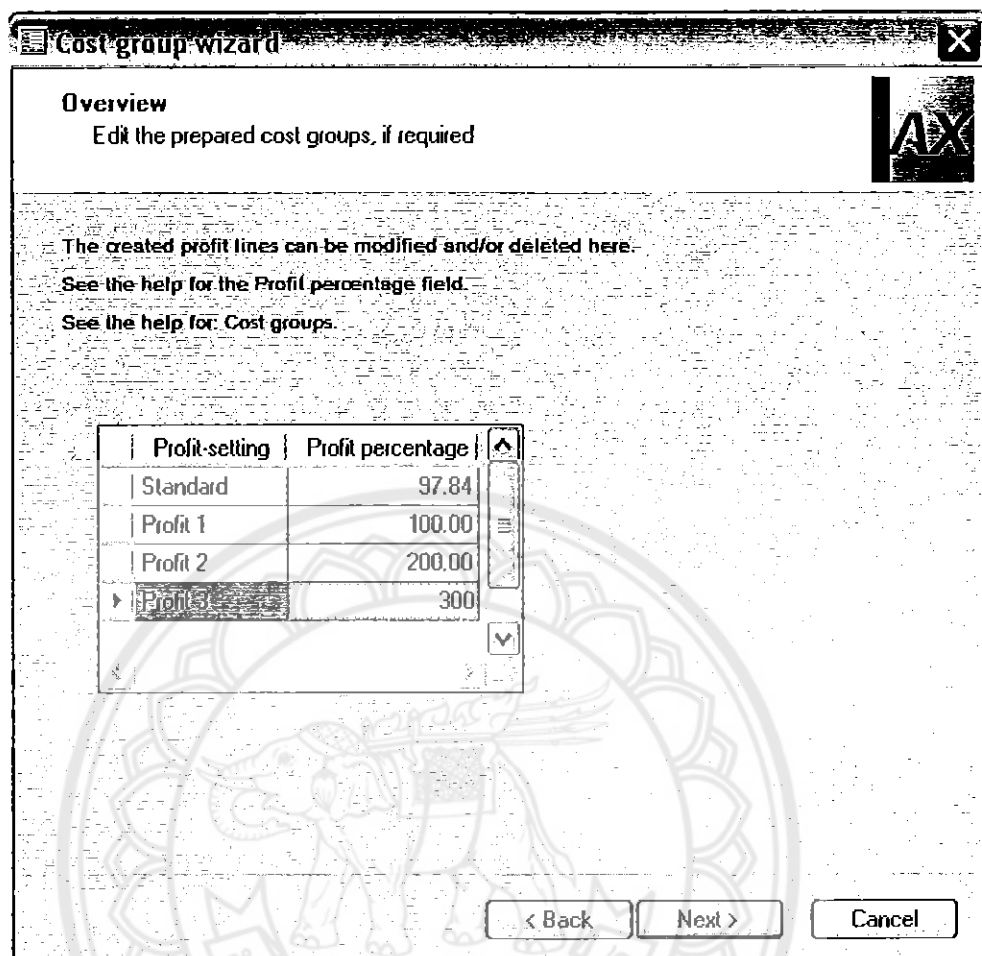 Cost group wizard
Overview
Edit the prepared cost groups, if required
AX
The created profit lines can be modified and/or deleted here.
See the help for the Profit percentage field.
See the help for: Cost groups.
Profit-setting Profit percentage
Standard 97.84
Profit 1 100.00
Profit 2 200.00
Profit 3 300
< Back Next > Cancel